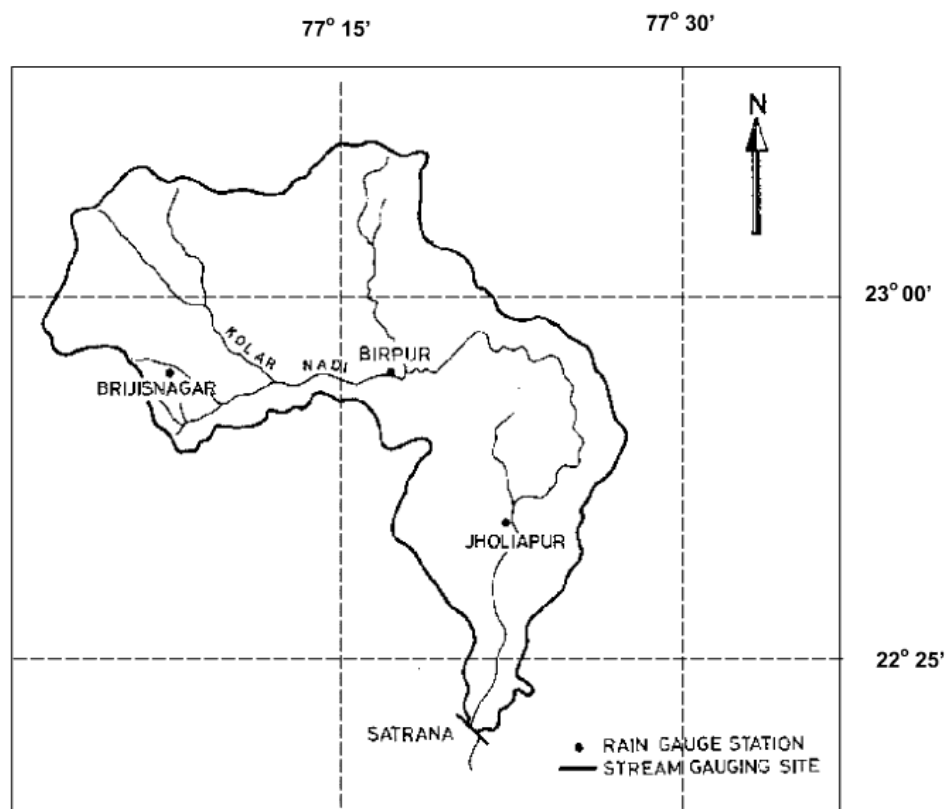 77° 15'
77° 30'
N
23° 00'
KOLAR NADI
BIRPUR
BRIJISNAGAR
JHOLIAPUR
22° 25'
SATRANA
RAIN GAUGE STATION
STREAM GAUGING SITE